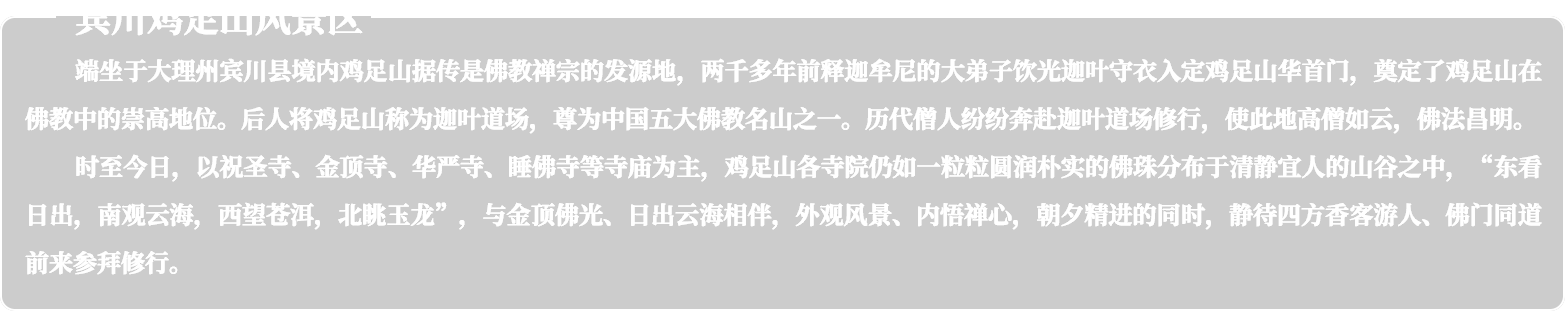 宾川鸡足山风景区
端坐于大理州宾川县境内鸡足山据传是佛教禅宗的发源地，两千多年前释迦牟尼的大弟子饮光迦叶守衣入定鸡足山华首门，奠定了鸡足山在
佛教中的崇高地位。后人将鸡足山称为迦叶道场，尊为中国五大佛教名山之一。历代僧人纷纷奔赴迦叶道场修行，使此地高僧如云，佛法昌明。
时至今日，以祝圣寺、金顶寺、华严寺、睡佛寺等寺庙为主，鸡足山各寺院仍如一粒粒圆润朴实的佛珠分布于清静宜人的山谷之中，“东看
日出，南观云海，西望苍洱，北眺玉龙”，与金顶佛光、日出云海相伴，外观风景、内悟禅心，朝夕精进的同时，静待四方香客游人、佛门同道
前来参拜修行。